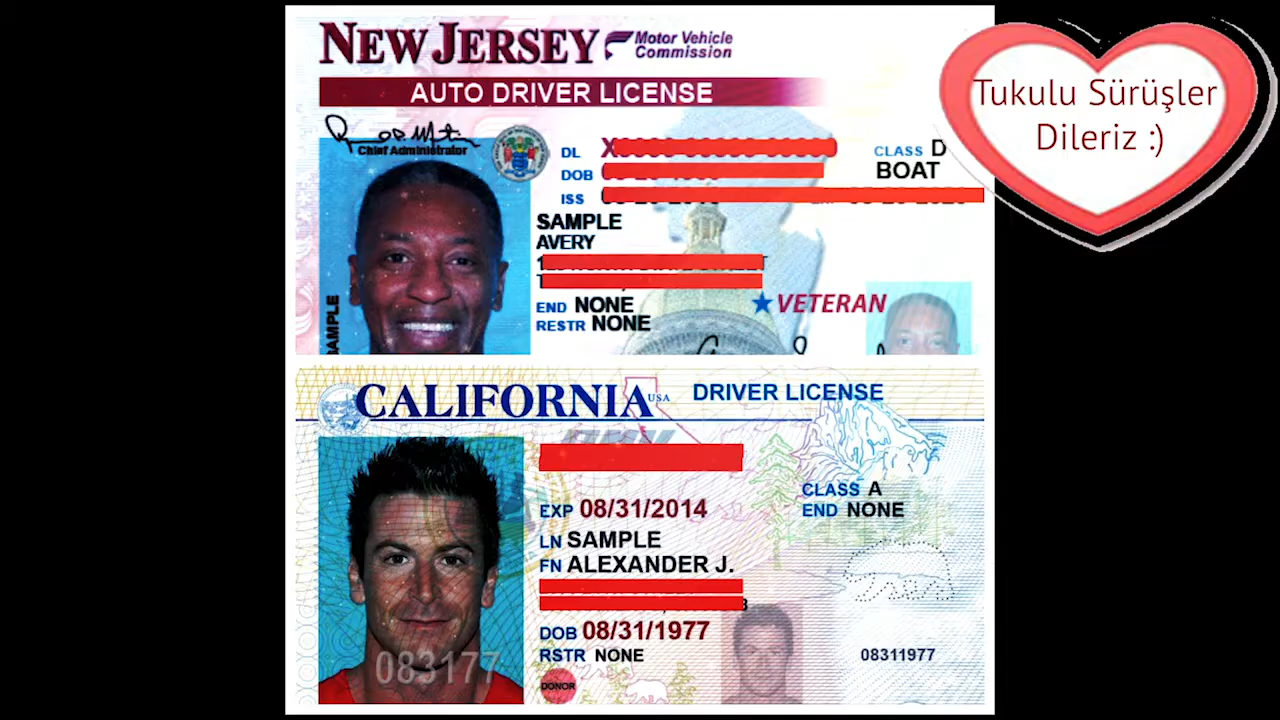 NEW JERSEY Motor Vehicle Commission
AUTO DRIVER LICENSE
Chief Administrator
DL X
CLASS D
DOB
BOAT
ISS
SAMPLE
AVERY
END NONE
RESTR NONE
VETERAN
SAMPLE
Tukulu Sürüşler
Dileriz :)
CALIFORNIA USA DRIVER LICENSE
CLASS A
EXP 08/31/2014
END NONE
LN SAMPLE
FN ALEXANDER J.
DOB 08/31/1977
RSTR NONE
08311977
083177
DONOR